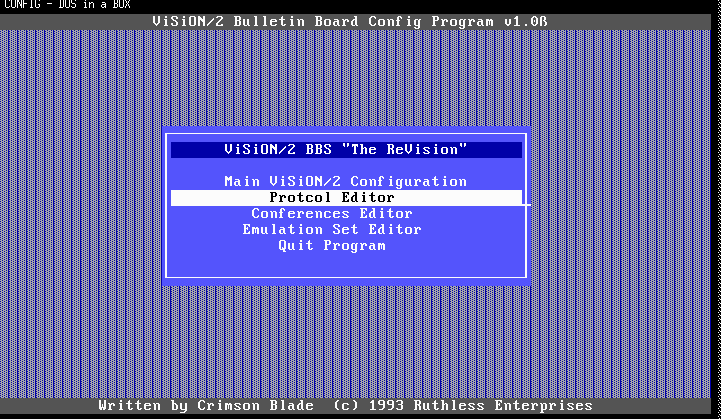 CONFIG - DOS in a BOX
ViSiON/2 Bulletin Board Config Program v1.0ß
ViSiON/2 BBS "The ReVision"
Main ViSiON/2 Configuration
Protcol Editor
Conferences Editor
Emulation Set Editor
Quit Program
Written by Crimson Blade (c) 1993 Ruthless Enterprises